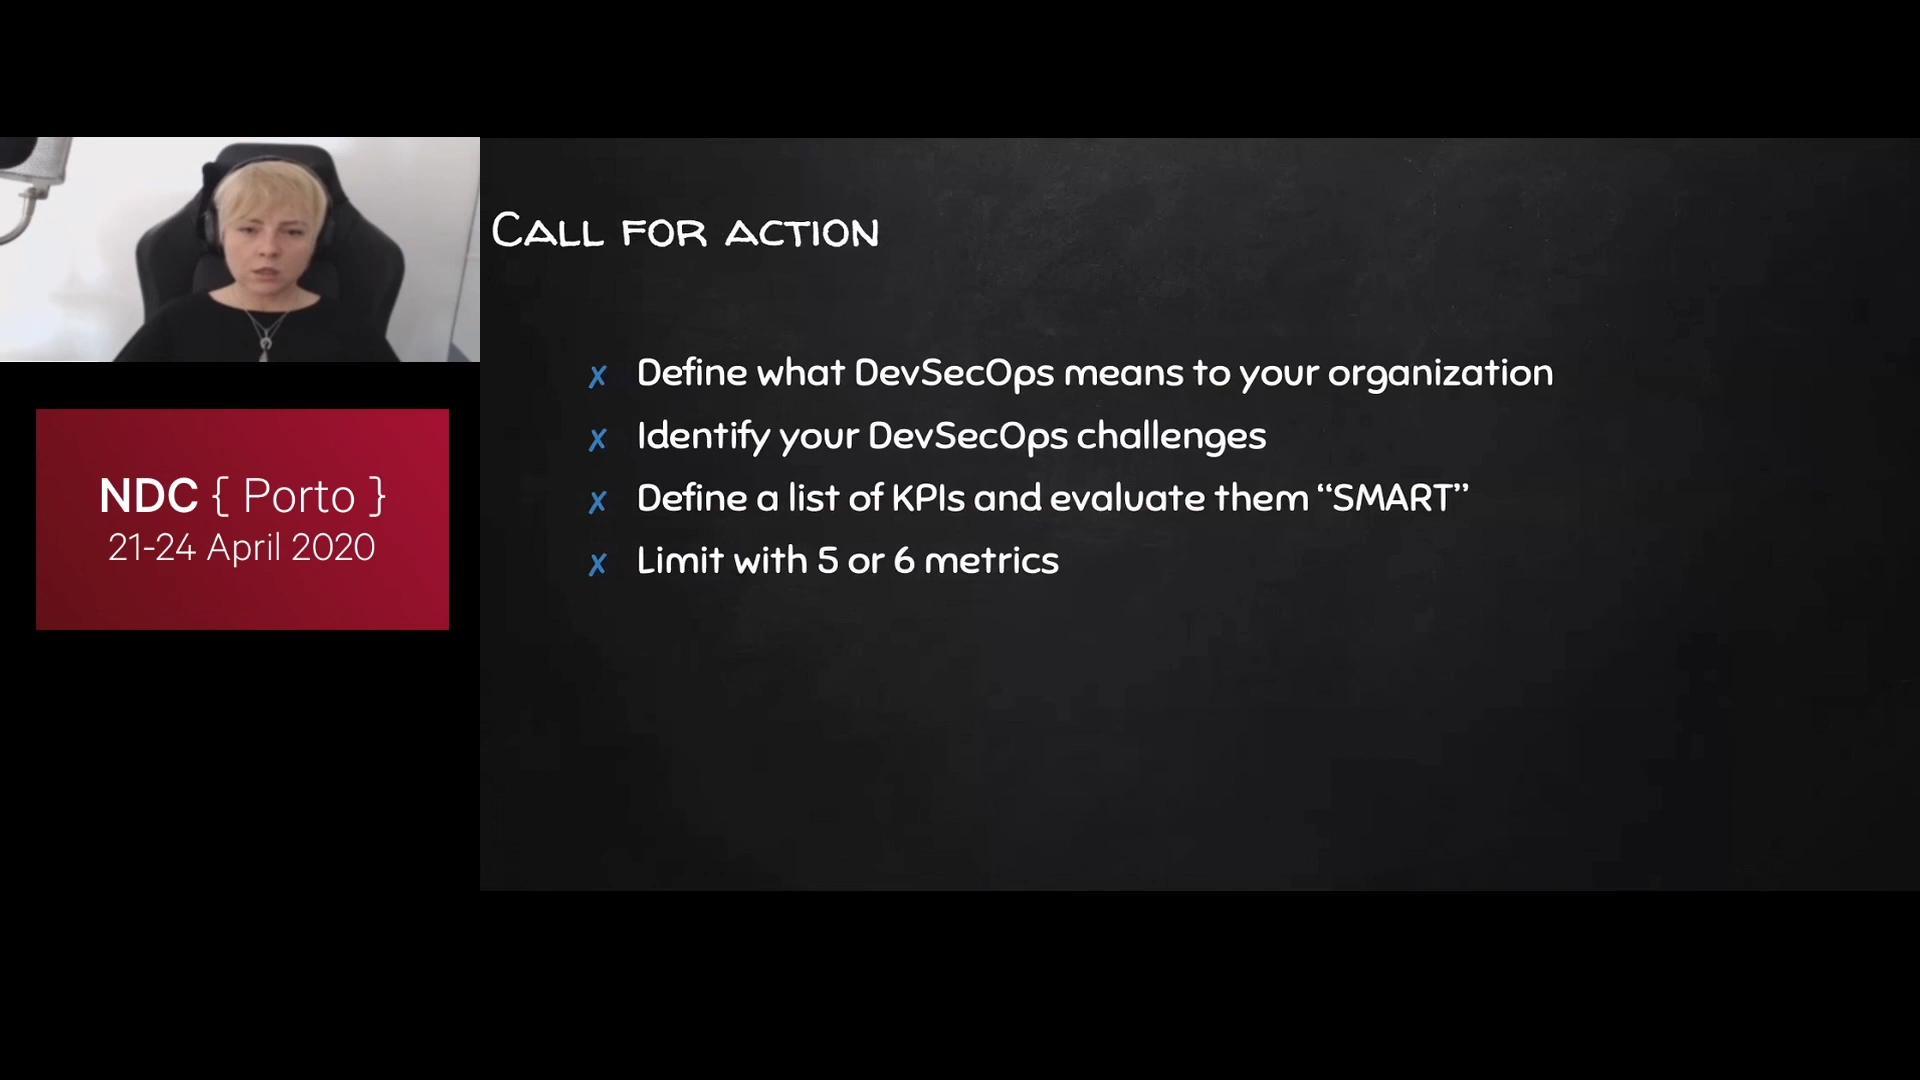 CALL FOR ACTION
x Define what DevSecOps means to your organization
x Identify your DevSecOps challenges
x Define a list of KPIs and evaluate them “SMART”
x Limit with 5 or 6 metrics
NDC { Porto }
21-24 April 2020